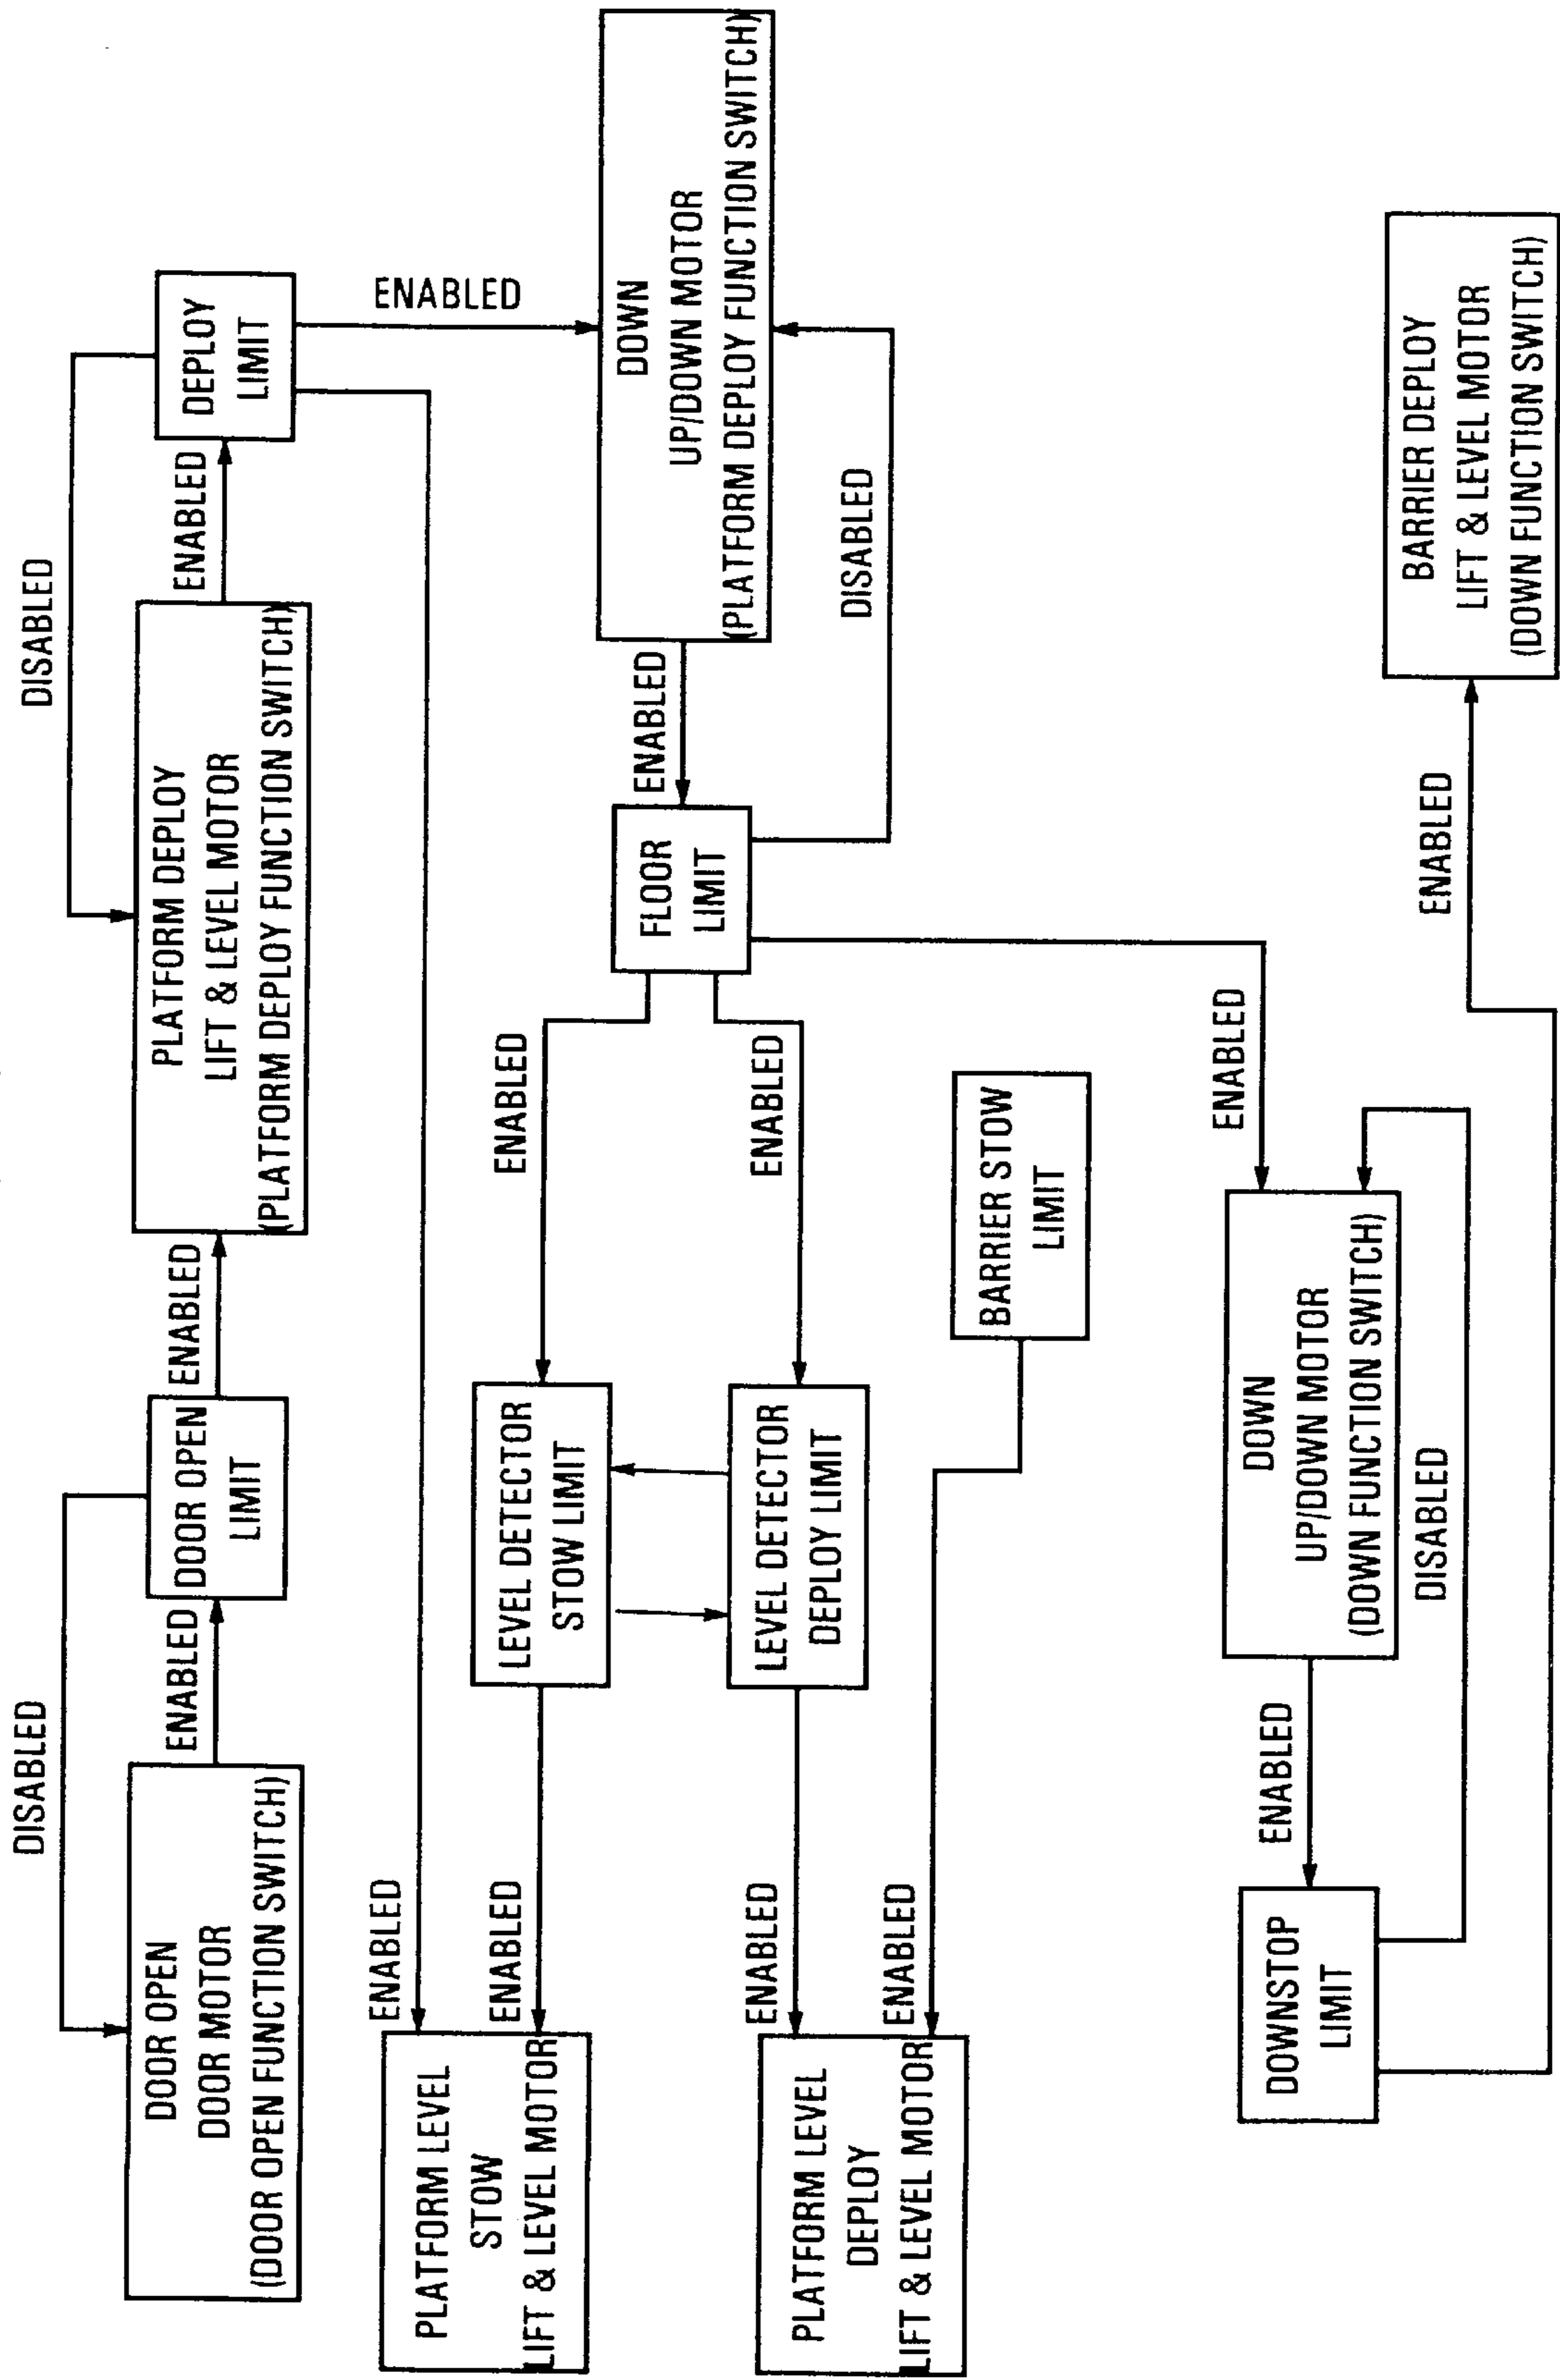 DISABLED
DISABLED
DOOR OPEN
DOOR MOTOR
(DOOR OPEN FUNCTION SWITCH)
ENABLED
DOOR OPEN
LIMIT
ENABLED
PLATFORM DEPLOY
LIFT & LEVEL MOTOR
(PLATFORM DEPLOY FUNCTION SWITCH)
ENABLED
DEPLOY
LIMIT
ENABLED
ENABLED
PLATFORM LEVEL
STOW
LIFT & LEVEL MOTOR
ENABLED
LEVEL DETECTOR
STOW LIMIT
ENABLED
FLOOR
LIMIT
ENABLED
DOWN
UP/DOWN MOTOR
(PLATFORM DEPLOY FUNCTION SWITCH)
DISABLED
ENABLED
PLATFORM LEVEL
DEPLOY
LIFT & LEVEL MOTOR
ENABLED
LEVEL DETECTOR
DEPLOY LIMIT
ENABLED
BARRIER STOW
LIMIT
ENABLED
DOWNSTOP
LIMIT
ENABLED
DOWN
UP/DOWN MOTOR
(DOWN FUNCTION SWITCH)
DISABLED
ENABLED
BARRIER DEPLOY
LIFT & LEVEL MOTOR
(DOWN FUNCTION SWITCH)